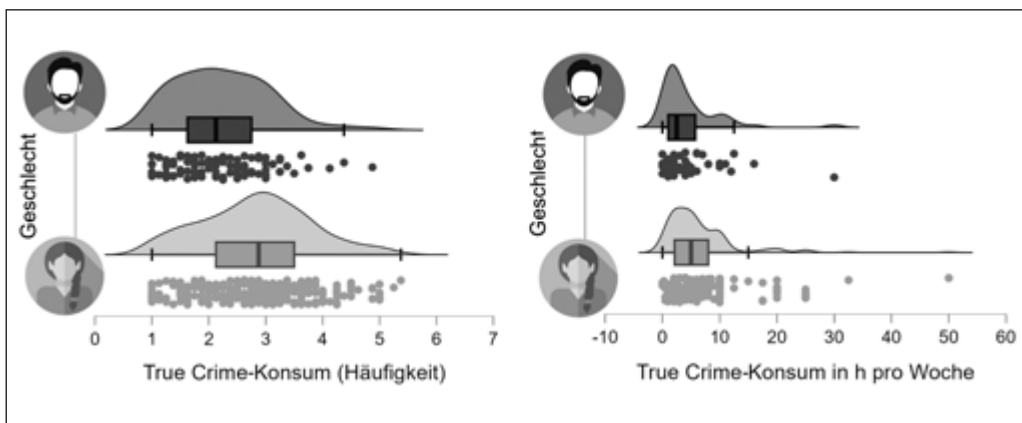 Geschlecht
0 1 2 3 4 5 6 7
True Crime-Konsum (Häufigkeit)
Geschlecht
-10 0 10 20 30 40 50 60
True Crime-Konsum in h pro Woche